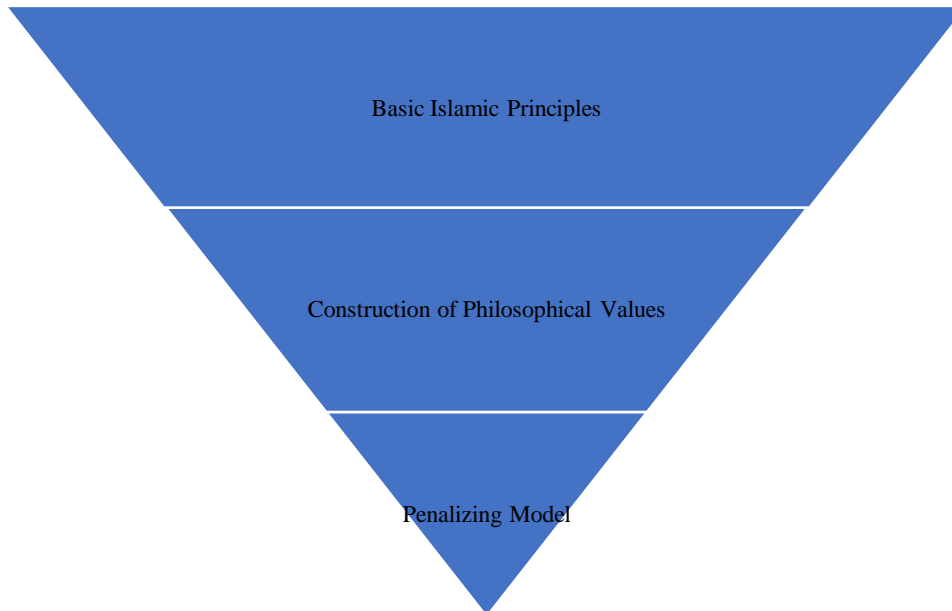 Basic Islamic Principles
Construction of Philosophical Values
Penalizing Model